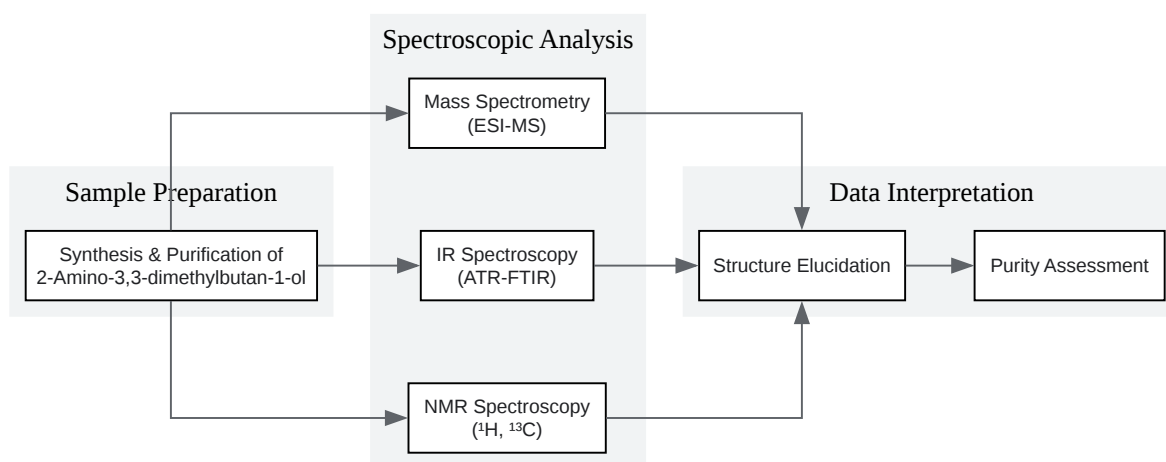 Spectroscopic Analysis
Mass Spectrometry
(ESI-MS)
Sample Preparation
Data Interpretation
Synthesis & Purification of
2-Amino-3,3-dimethylbutan-1-ol
IR Spectroscopy
(ATR-FTIR)
Structure Elucidation
Purity Assessment
NMR Spectroscopy
(¹H, ¹³C)